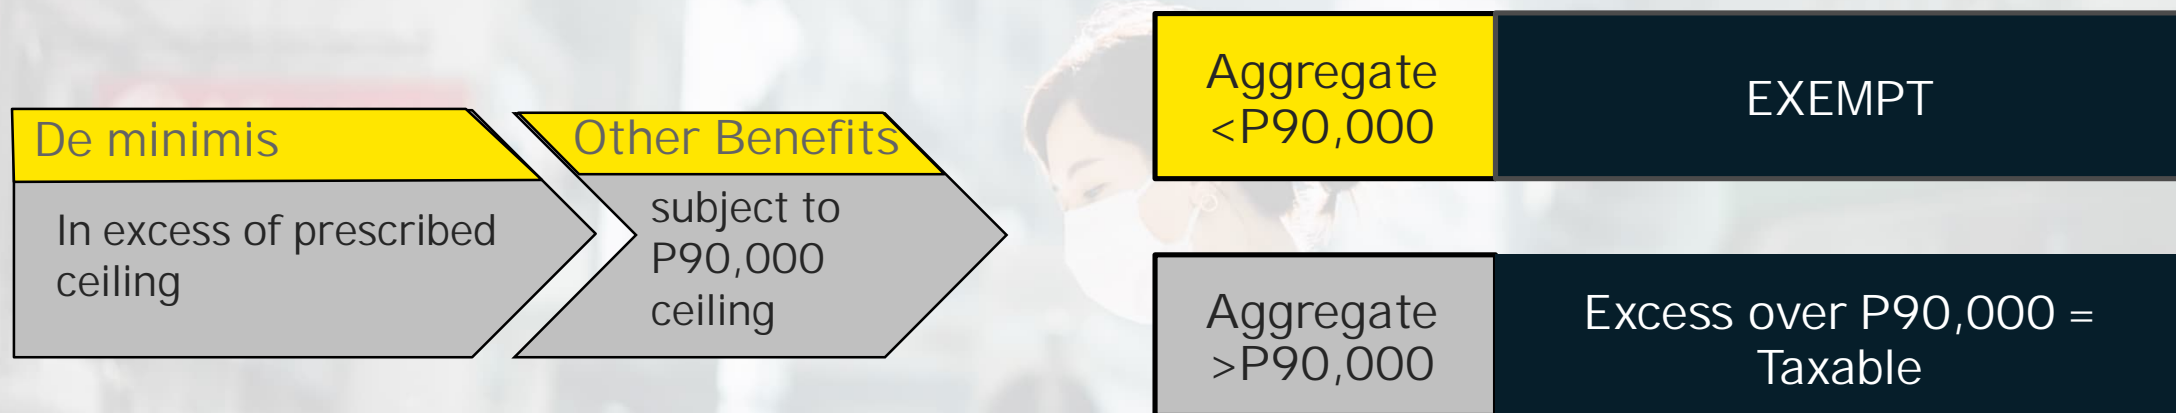 De minimis
In excess of prescribed
ceiling
Other Benefits
subject to
P90,000
ceiling
Aggregate
<P90,000
EXEMPT
Aggregate
>P90,000
Excess over P90,000 =
Taxable